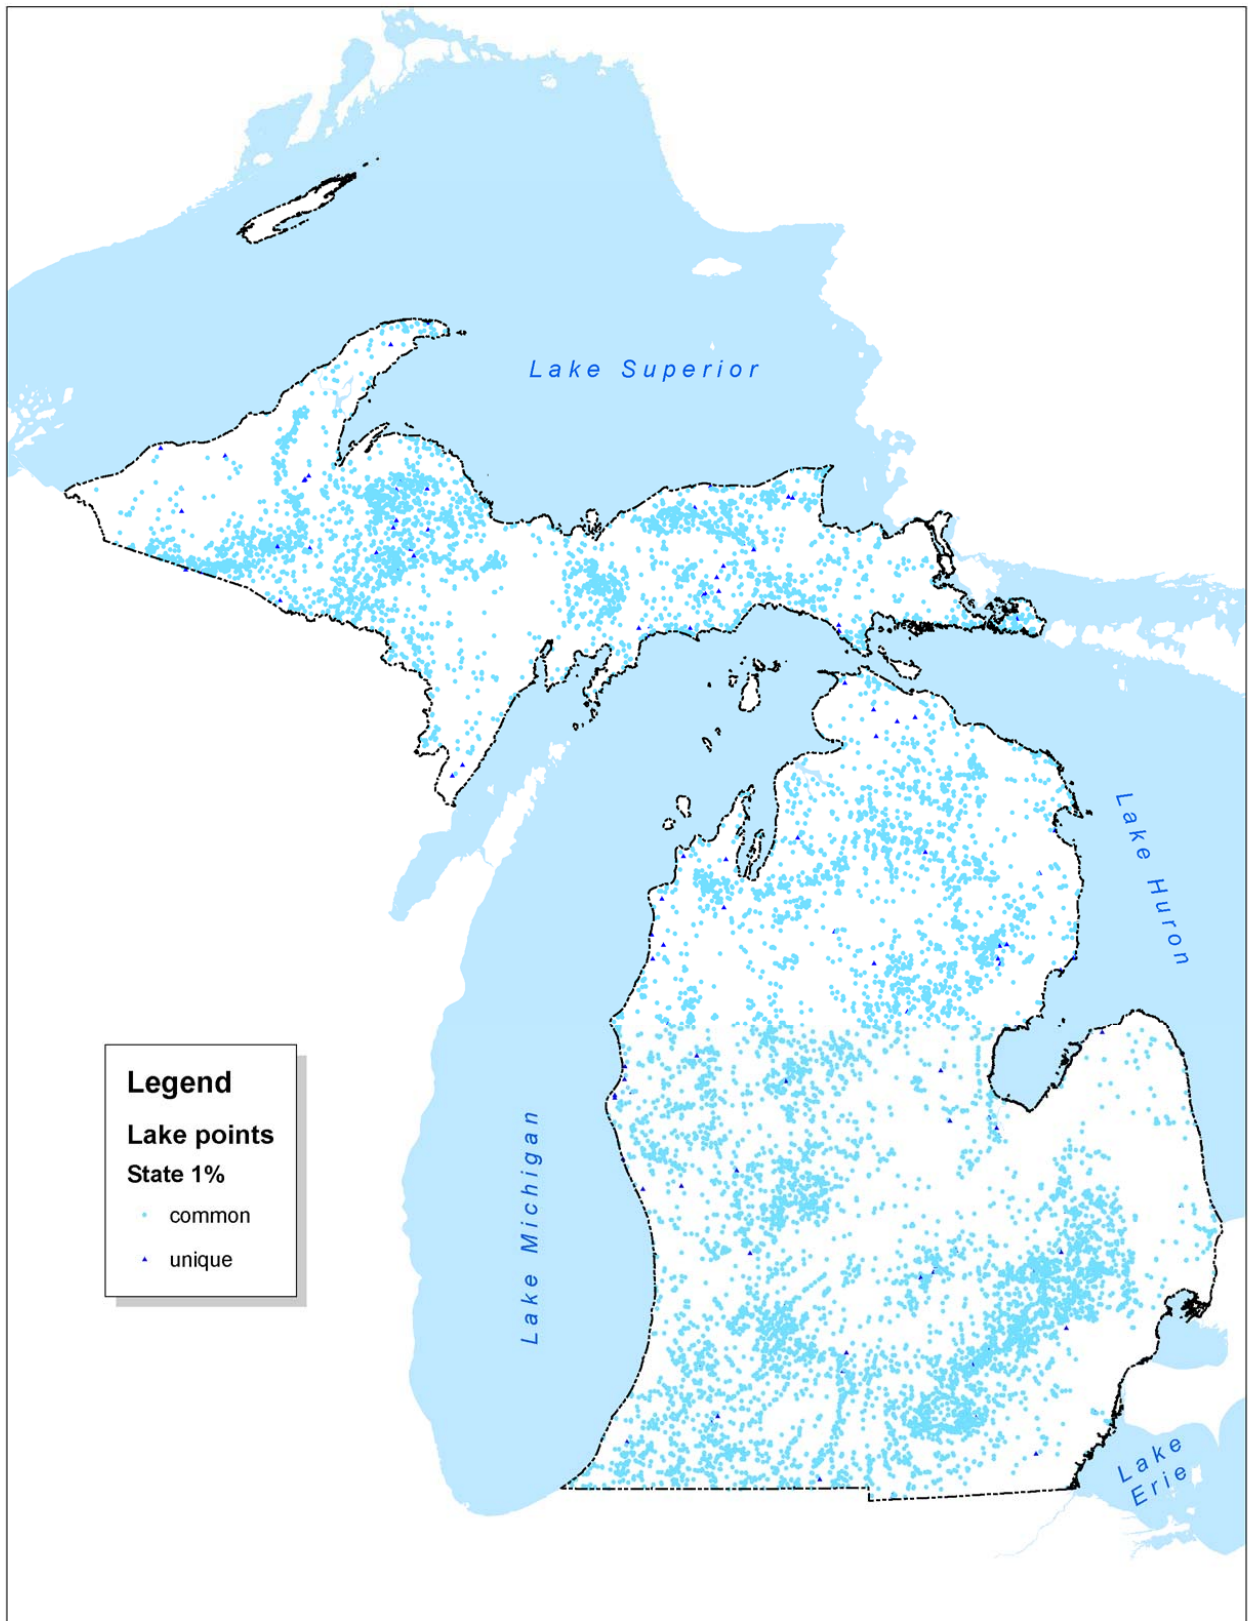 Lake Superior
Lake Huron
Legend
Lake points
State 1%
common
unique
Lake Michigan
Lake
Erie